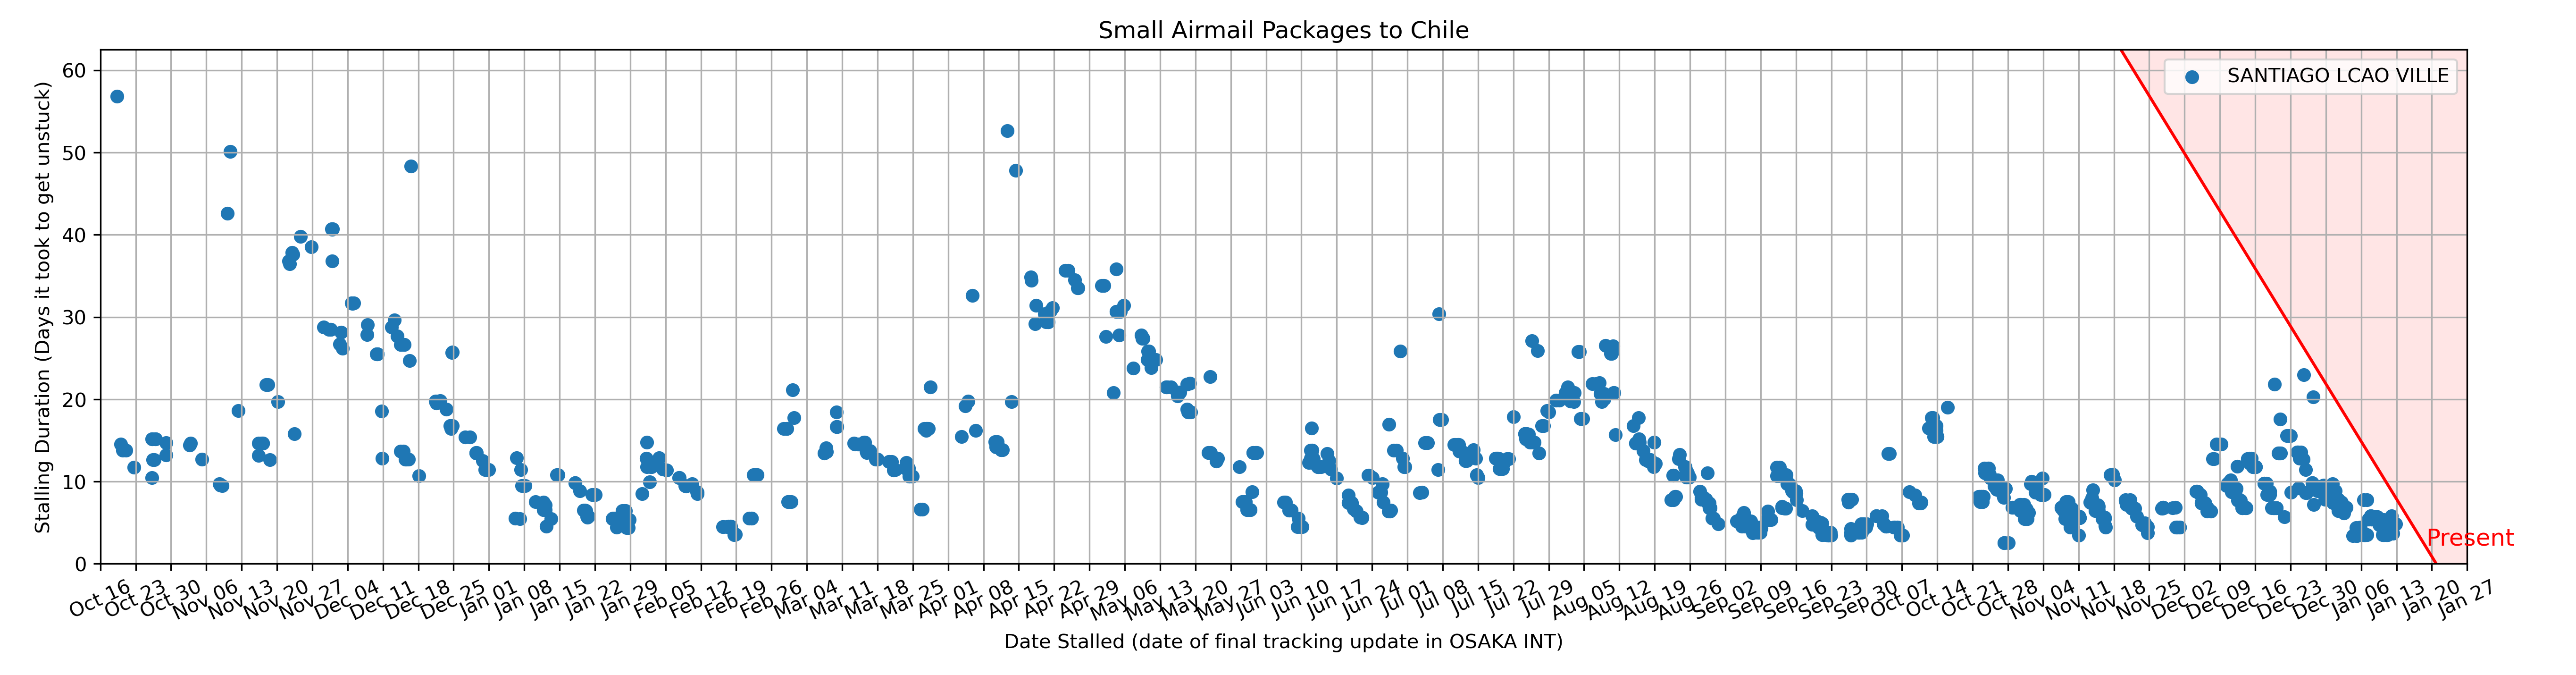 Small Airmail Packages to Chile
Stalling Duration (Days it took to get unstuck)
60
50
40
30
20
10
0
SANTIAGO LCAO VILLE
Present
Oct 16
Oct 23
Oct 30
Nov 06
Nov 13
Nov 20
Nov 27
Dec 04
Dec 11
Dec 18
Dec 25
Jan 01
Jan 08
Jan 15
Jan 22
Jan 29
Feb 05
Feb 12
Feb 19
Feb 26
Mar 04
Mar 11
Mar 18
Mar 25
Apr 01
Apr 08
Apr 15
Apr 22
Apr 29
May 06
May 13
May 20
May 27
Jun 03
Jun 10
Jun 17
Jun 24
Jul 01
Jul 08
Jul 15
Jul 22
Jul 29
Aug 05
Aug 12
Aug 19
Aug 26
Sep 02
Sep 09
Sep 16
Sep 23
Sep 30
Oct 07
Oct 14
Oct 21
Oct 28
Nov 04
Nov 11
Nov 18
Nov 25
Dec 02
Dec 09
Dec 16
Dec 23
Dec 30
Jan 06
Jan 13
Jan 20
Jan 27
Date Stalled (date of final tracking update in OSAKA INT)